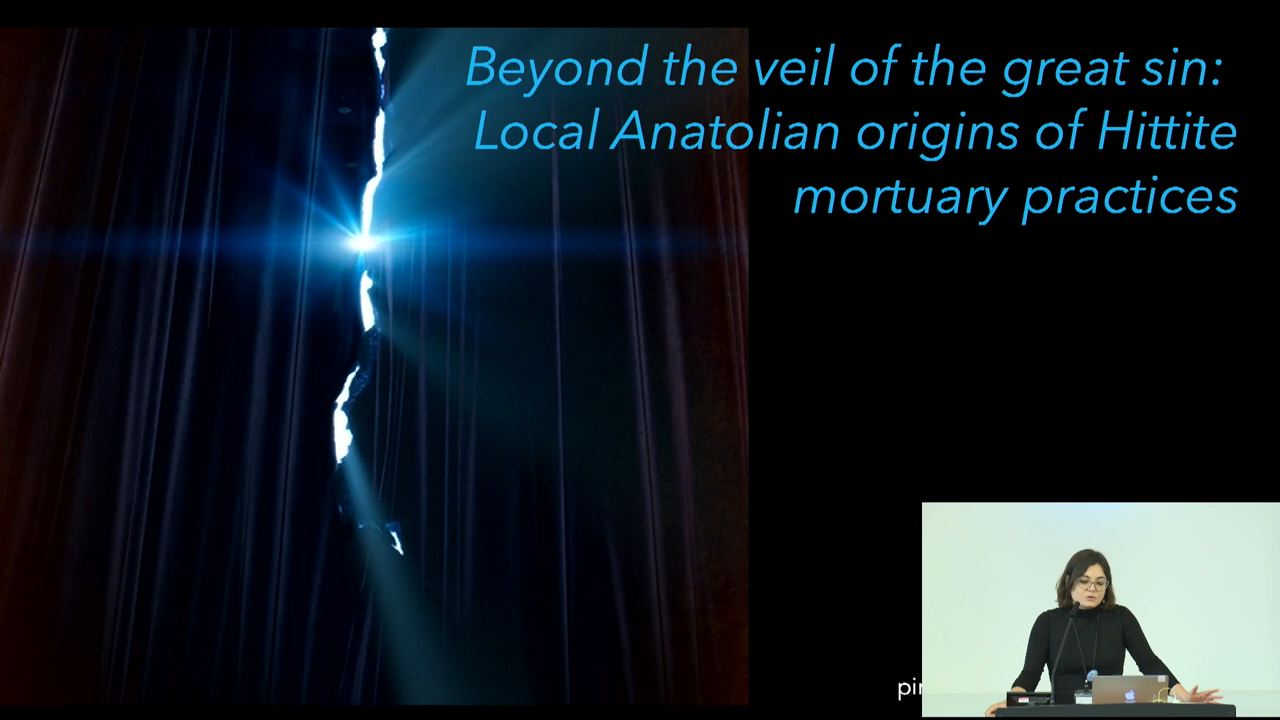 Beyond the veil of the great sin:
Local Anatolian origins of Hittite
mortuary practices